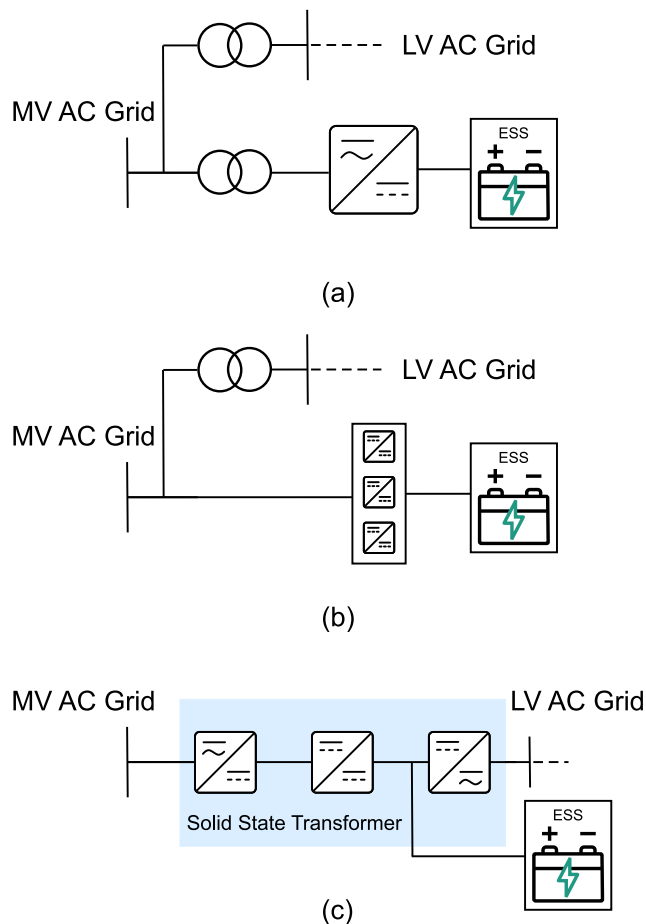 LV AC Grid
MV AC Grid
ESS
+ −
(a)
LV AC Grid
MV AC Grid
ESS
+ −
(b)
MV AC Grid
LV AC Grid
Solid State Transformer
ESS
+ −
(c)